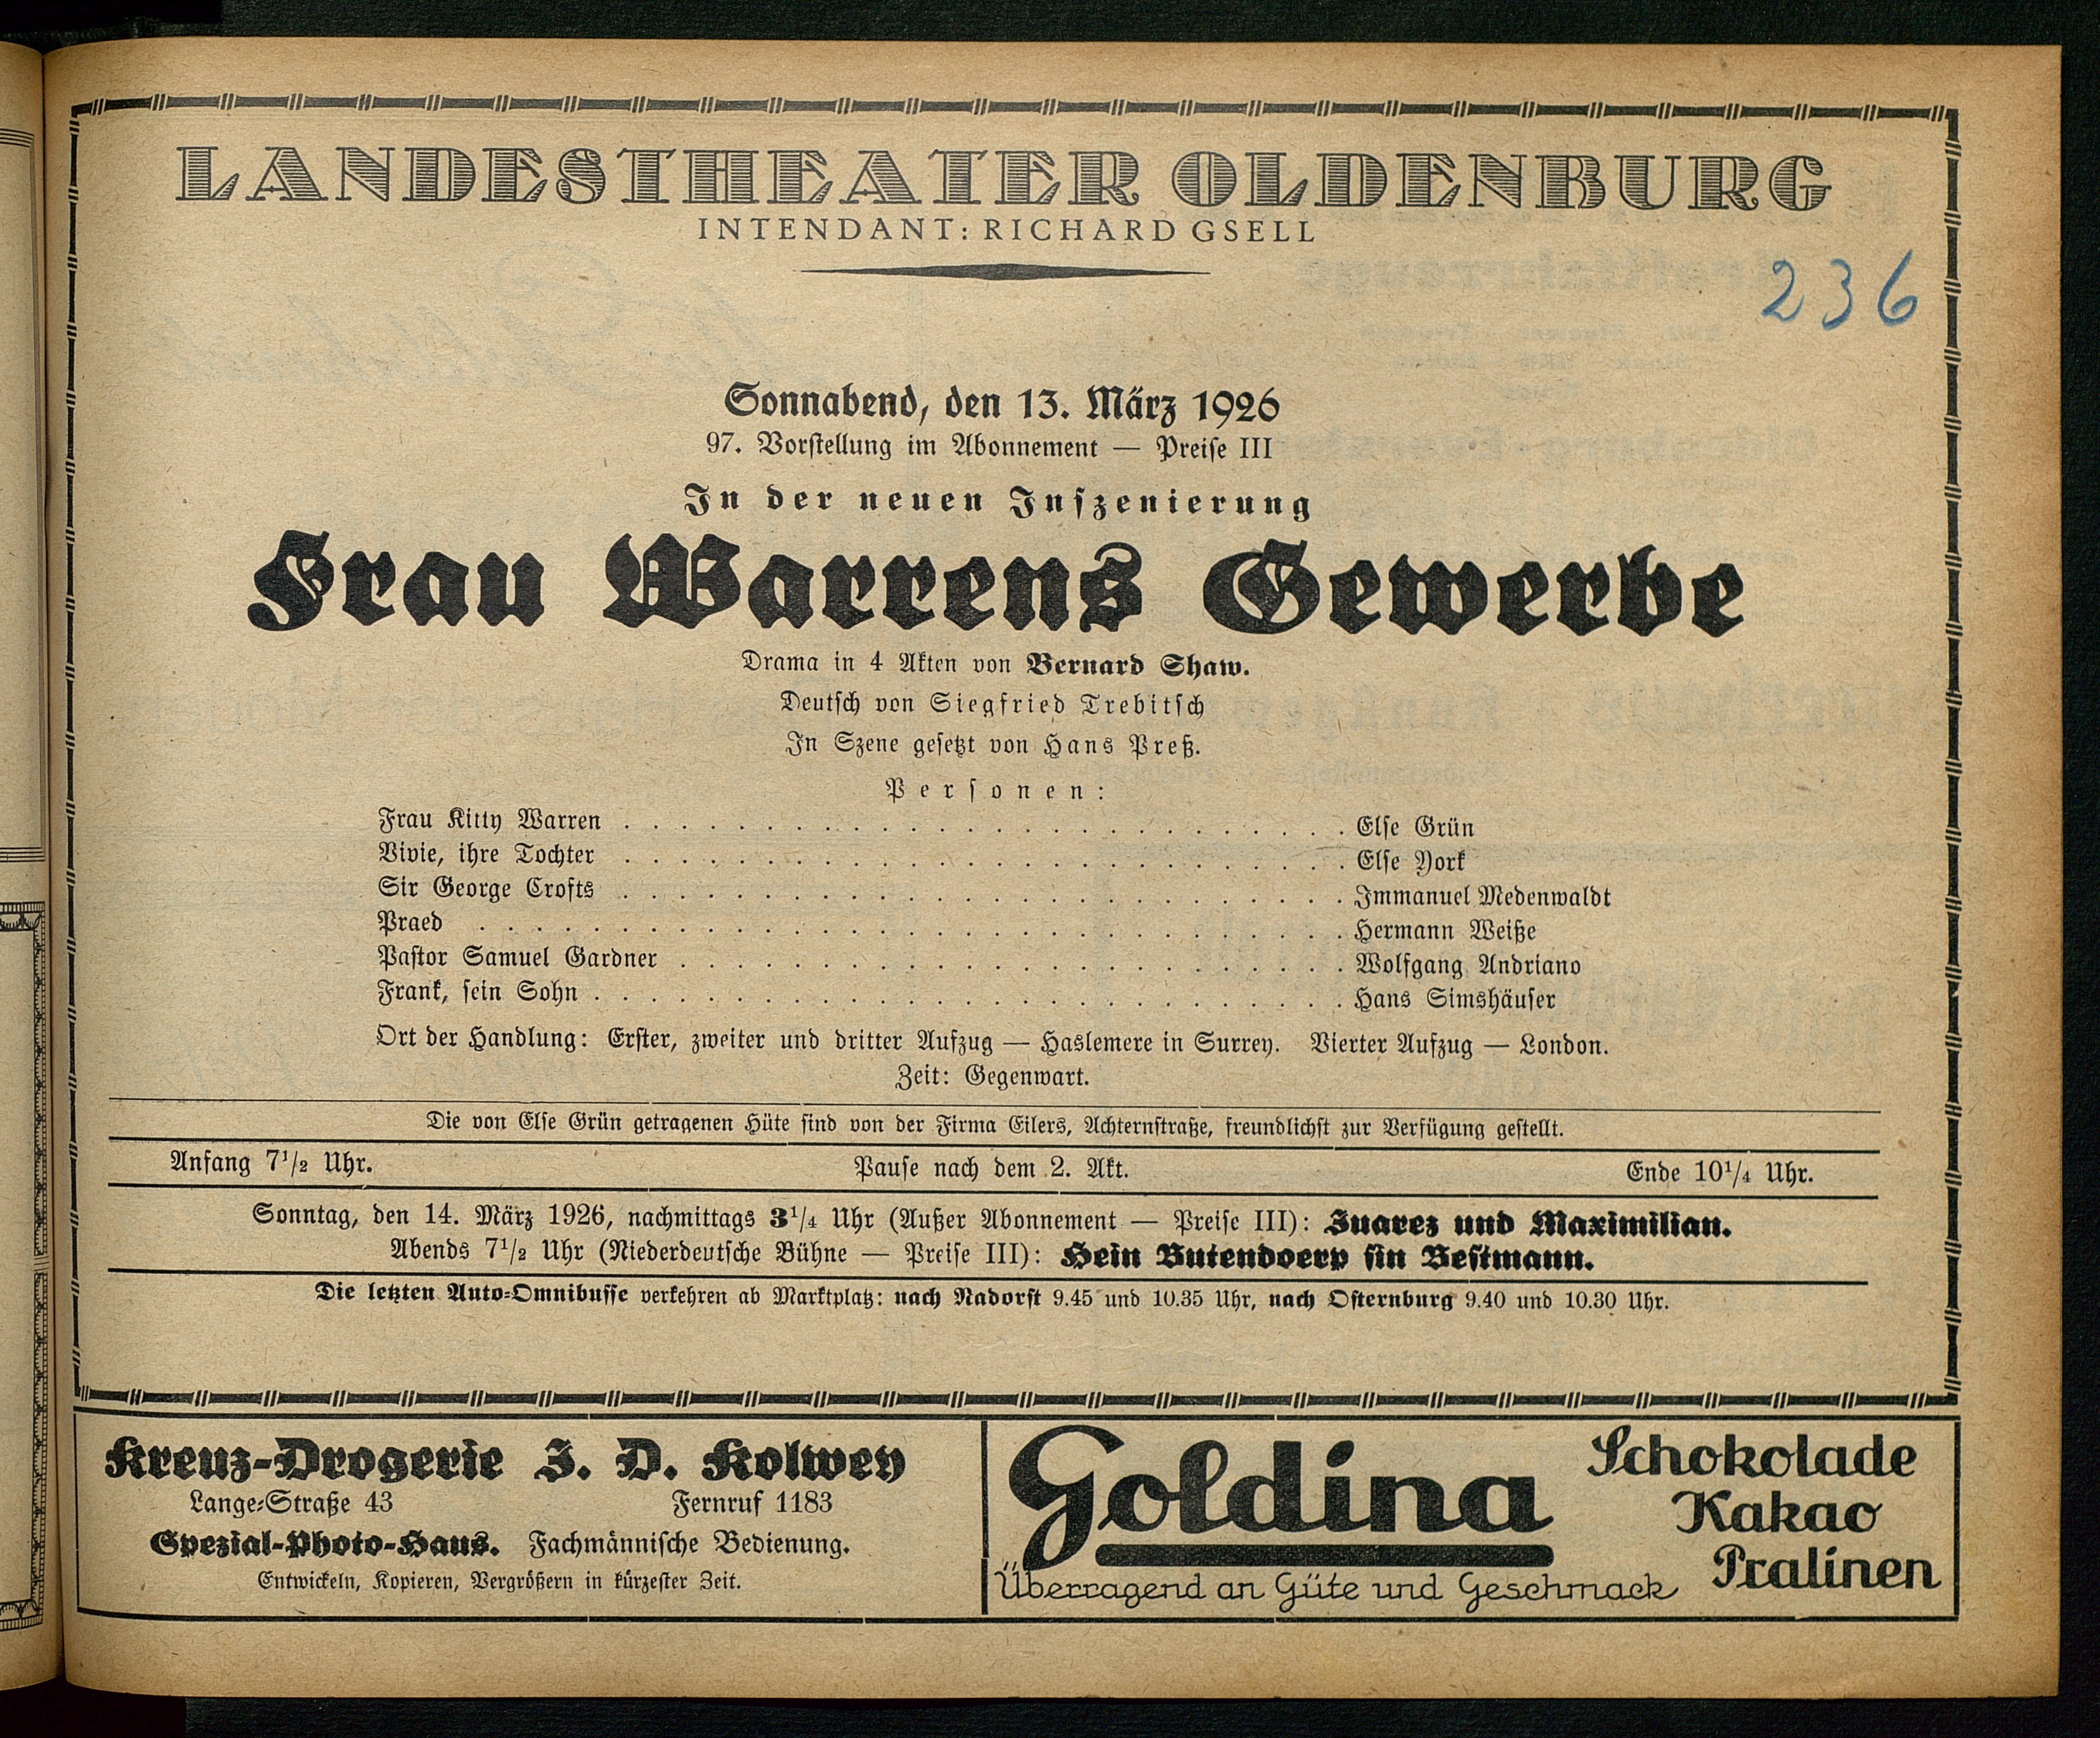 LANDESTHEATER OLDENBURG
INTENDANT: RICHARD GSELL
236
Sonnabend, den 13. März 1926
97. Vorstellung im Abonnement — Preise III
In der neuen Inszenierung
Frau Warrens Gewerbe
Drama in 4 Akten von Bernard Shaw.
Deutsch von Siegfried Trebitsch
In Szene gesetzt von Hans Preß.
Personen:
Frau Kitty Warren . . . . . . . . . . . . . . . . . . . . . . . . . . Else Grün
Vivie, ihre Tochter . . . . . . . . . . . . . . . . . . . . . . . . . . Else York
Sir George Crofts . . . . . . . . . . . . . . . . . . . . . . . . . . Immanuel Medenwaldt
Praed . . . . . . . . . . . . . . . . . . . . . . . . . . . . . . . Hermann Weiße
Pastor Samuel Gardner . . . . . . . . . . . . . . . . . . . . . . . . Wolfgang Andriano
Frank, sein Sohn . . . . . . . . . . . . . . . . . . . . . . . . . . . Hans Simshäuser
Ort der Handlung: Erster, zweiter und dritter Aufzug — Haslemere in Surrey. Vierter Aufzug — London.
Zeit: Gegenwart.
Die von Else Grün getragenen Hüte sind von der Firma Eilers, Achternstraße, freundlichst zur Verfügung gestellt.
Anfang 7¹/₂ Uhr. Pause nach dem 2. Akt. Ende 10¹/₄ Uhr.
Sonntag, den 14. März 1926, nachmittags 3¹/₄ Uhr (Außer Abonnement — Preise III): Juarez und Maximilian.
Abends 7¹/₂ Uhr (Niederdeutsche Bühne — Preise III): Hein Butendoerp sin Bestmann.
Die letzten Auto-Omnibusse verkehren ab Marktplatz: nach Nadorst 9.45 und 10.35 Uhr, nach Osternburg 9.40 und 10.30 Uhr.
Kreuz-Drogerie J. D. Kolwey
Lange-Straße 43 Fernruf 1183
Spezial-Photo-Haus. Fachmännische Bedienung.
Entwickeln, Kopieren, Vergrößern in kürzester Zeit.
Goldina
Schokolade
Kakao
Pralinen
Überragend an Güte und Geschmack